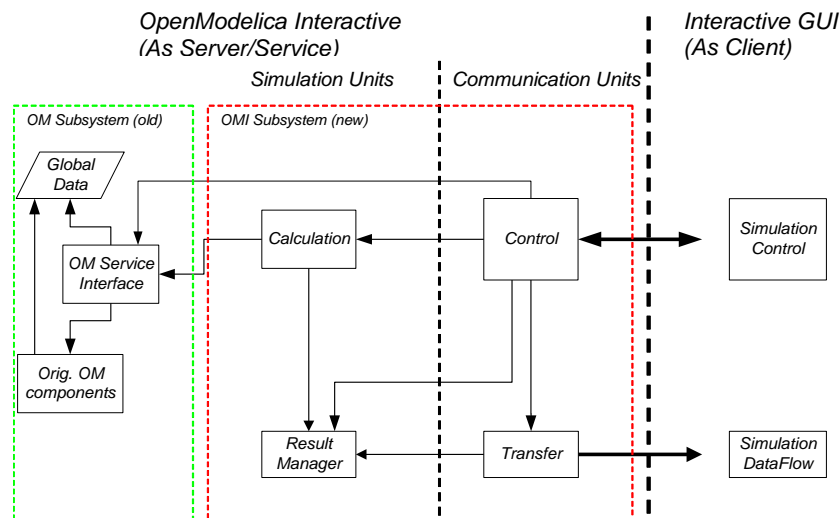 OpenModelica Interactive
(As Server/Service)
Interactive GUI
(As Client)
Simulation Units
Communication Units
OM Subsystem (old)
OMI Subsystem (new)
Global
Data
OM Service
Interface
Orig. OM
components
Calculation
Control
Simulation
Control
Result
Manager
Transfer
Simulation
DataFlow